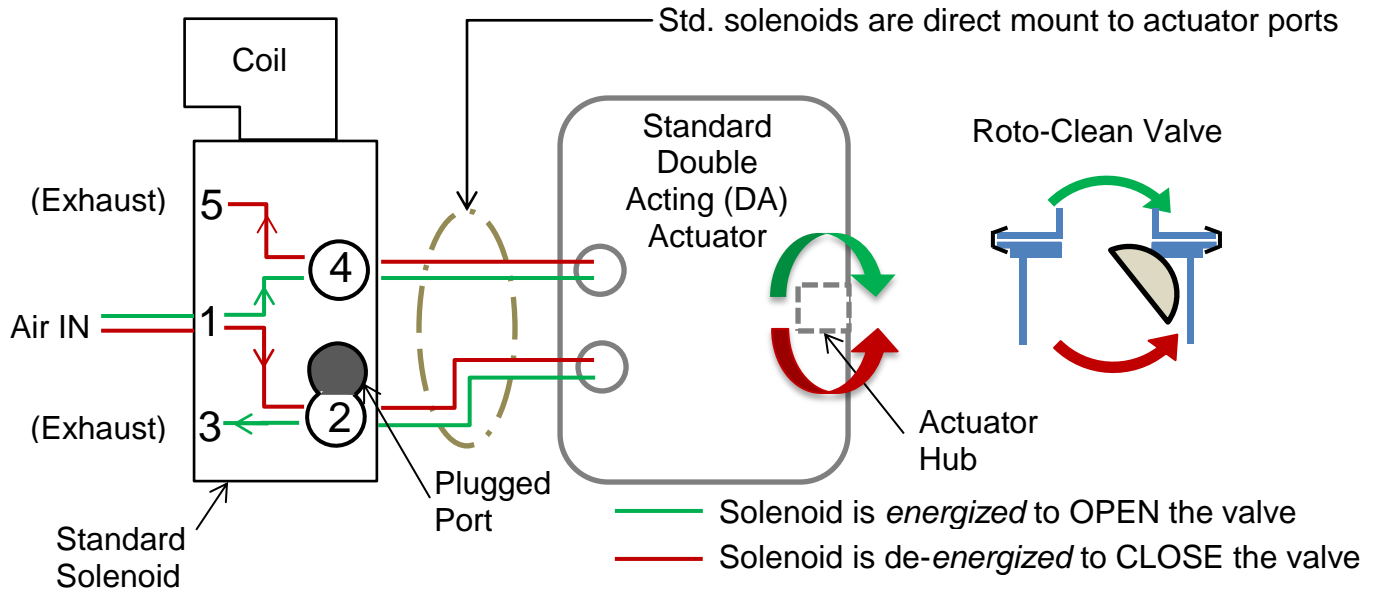 Std. solenoids are direct mount to actuator ports
Coil
Standard
Double
Acting (DA)
Actuator
Roto-Clean Valve
(Exhaust)
5
4
Air IN
1
2
(Exhaust)
3
Actuator
Hub
Plugged
Port
Standard
Solenoid
Solenoid is energized to OPEN the valve
Solenoid is de-energized to CLOSE the valve